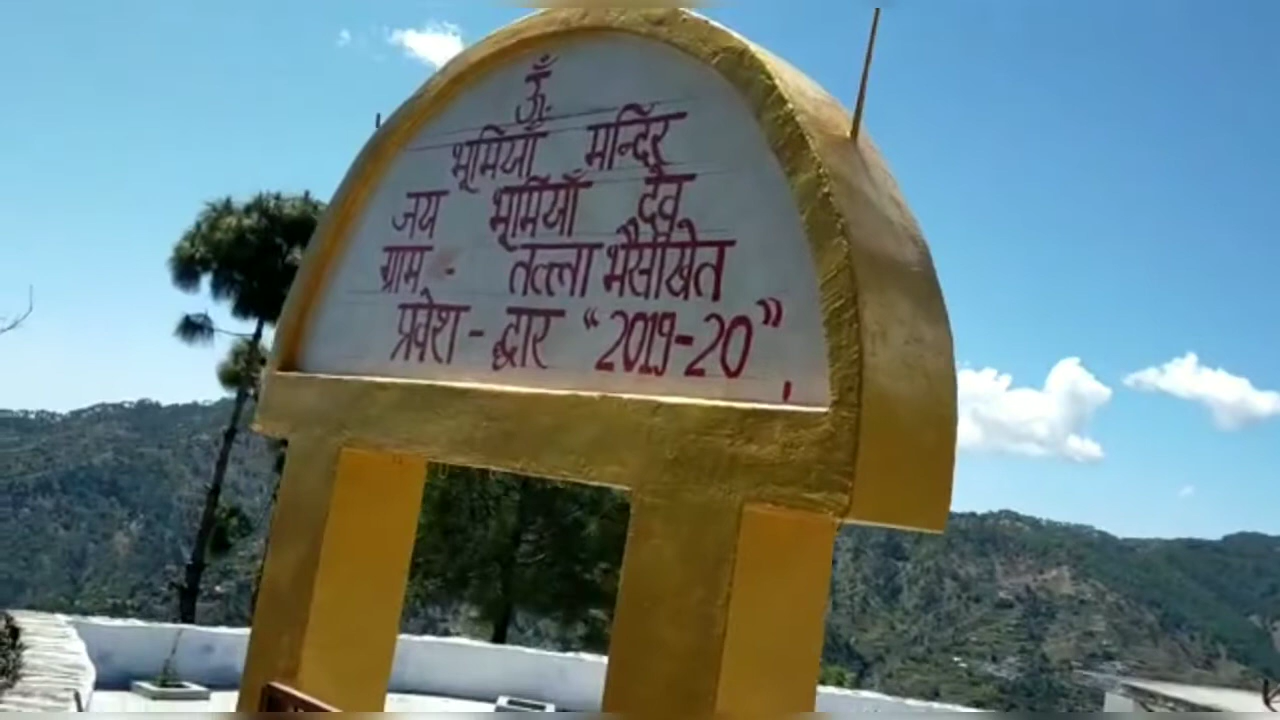 ॐ
भूमियाँ मन्दिर
जय भूमियाँ देव
ग्राम - तल्ला भैसोखेत
प्रवेश - द्धार "2019-20"